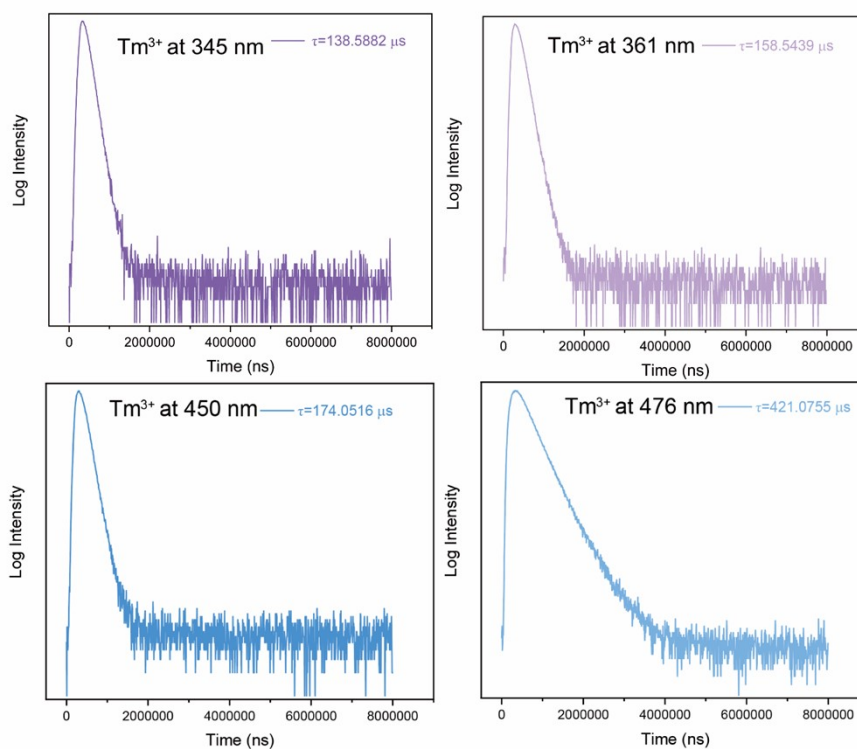 Tm³⁺ at 345 nm
τ=138.5882 μs
Log Intensity
0 2000000 4000000 6000000 8000000
Time (ns)
Tm³⁺ at 361 nm
τ=158.5439 μs
Log Intensity
0 2000000 4000000 6000000 8000000
Time (ns)
Tm³⁺ at 450 nm
τ=174.0516 μs
Log Intensity
0 2000000 4000000 6000000 8000000
Time (ns)
Tm³⁺ at 476 nm
τ=421.0755 μs
Log Intensity
0 2000000 4000000 6000000 8000000
Time (ns)